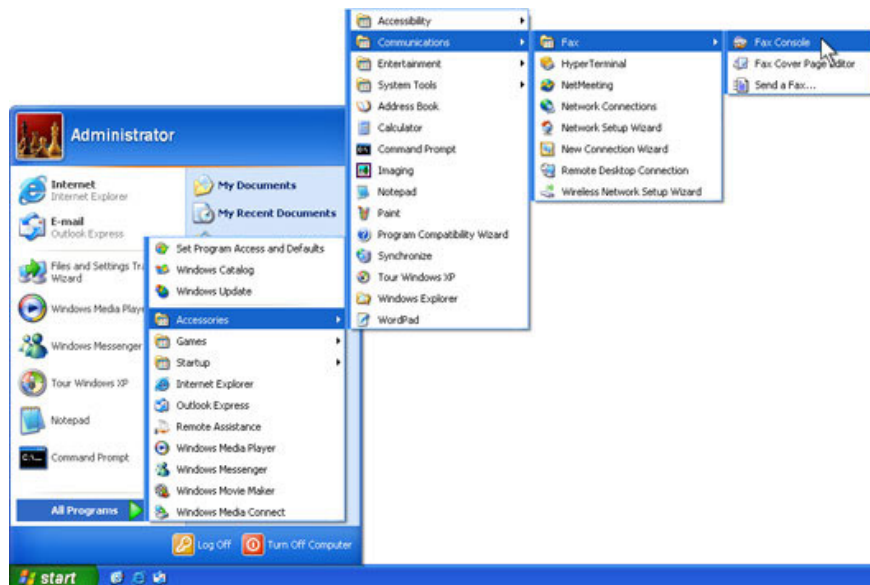 Administrator
Internet
Internet Explorer
E-mail
Outlook Express
Files and Settings Tr
Wizard
Windows Media Playe
Windows Messenger
Tour Windows XP
Notepad
Command Prompt
All Programs
My Documents
My Recent Documents
Set Program Access and Defaults
Windows Catalog
Windows Update
Accessories
Games
Startup
Internet Explorer
Outlook Express
Remote Assistance
Windows Media Player
Windows Messenger
Windows Movie Maker
Windows Media Connect
Accessibility
Communications
Entertainment
System Tools
Address Book
Calculator
Command Prompt
Imaging
Notepad
Paint
Program Compatibility Wizard
Synchronize
Tour Windows XP
Windows Explorer
WordPad
Fax
HyperTerminal
NetMeeting
Network Connections
Network Setup Wizard
New Connection Wizard
Remote Desktop Connection
Wireless Network Setup Wizard
Fax Console
Fax Cover Page Editor
Send a Fax...
Log Off
Turn Off Computer
start